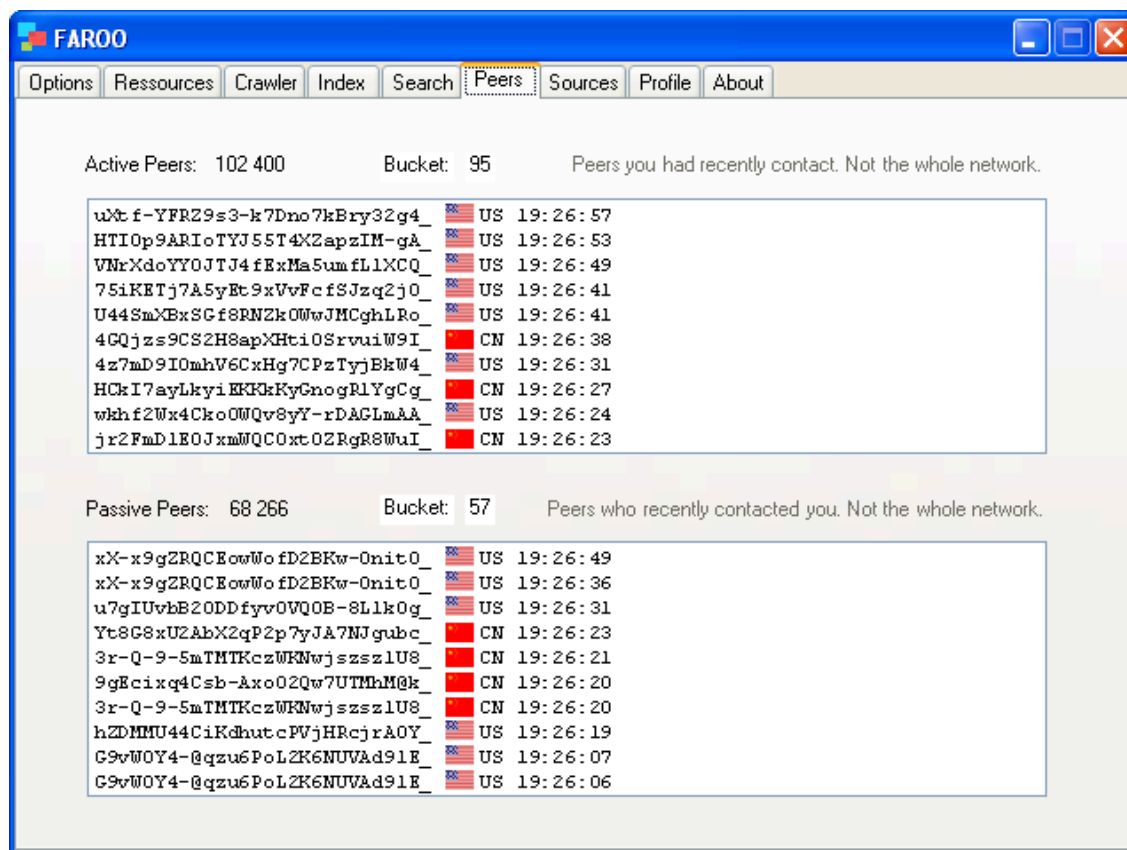 FAROO
Options Ressources Crawler Index Search Peers Sources Profile About
Active Peers: 102 400 Bucket: 95 Peers you had recently contact. Not the whole network.
uXtf-YFRZ9s3-k7Dno7kBry32g4_ US 19:26:57
HTI0p9ARIoTYJ55T4XZapzIM-gA_ US 19:26:53
VNrXdoYY0JTJ4fExMa5umfL1XCQ_ US 19:26:49
75iKETj7A5yEt9xVvFcfSJzq2j0_ US 19:26:41
U44SmXBxSGf8RNZk0WwJMCghLRo_ US 19:26:41
4GQjzs9CS2H8apXHti0SrvuiW9I_ CN 19:26:38
4z7mD9I0mhV6CxHg7CPzTyjBkW4_ US 19:26:31
HCkI7ayLkyiEKKkKyGnogR1YgCg_ CN 19:26:27
wkhf2Wx4Cko0WQv8yY-rDAGLmAA_ US 19:26:24
jr2FmD1E0JxmWQC0xt0ZRgR8WuI_ CN 19:26:23
Passive Peers: 68 266 Bucket: 57 Peers who recently contacted you. Not the whole network.
xX-x9gZRQCEowWofD2BKw-0nit0_ US 19:26:49
xX-x9gZRQCEowWofD2BKw-0nit0_ US 19:26:36
u7gIUvbB20DDfyv0VQ0B-8L1k0g_ US 19:26:31
Yt8G8xU2AbX2qP2p7yJA7NJgubc_ CN 19:26:23
3r-Q-9-5mTMTKczWKNwjszsz1U8_ CN 19:26:21
9gEcixq4Csb-Axo02Qw7UTMhM@k_ CN 19:26:20
3r-Q-9-5mTMTKczWKNwjszsz1U8_ CN 19:26:20
hZDMMU44CiKdhutcPVjHRcjrA0Y_ US 19:26:19
G9vW0Y4-@qzu6PoL2K6NUVAd91E_ US 19:26:07
G9vW0Y4-@qzu6PoL2K6NUVAd91E_ US 19:26:06